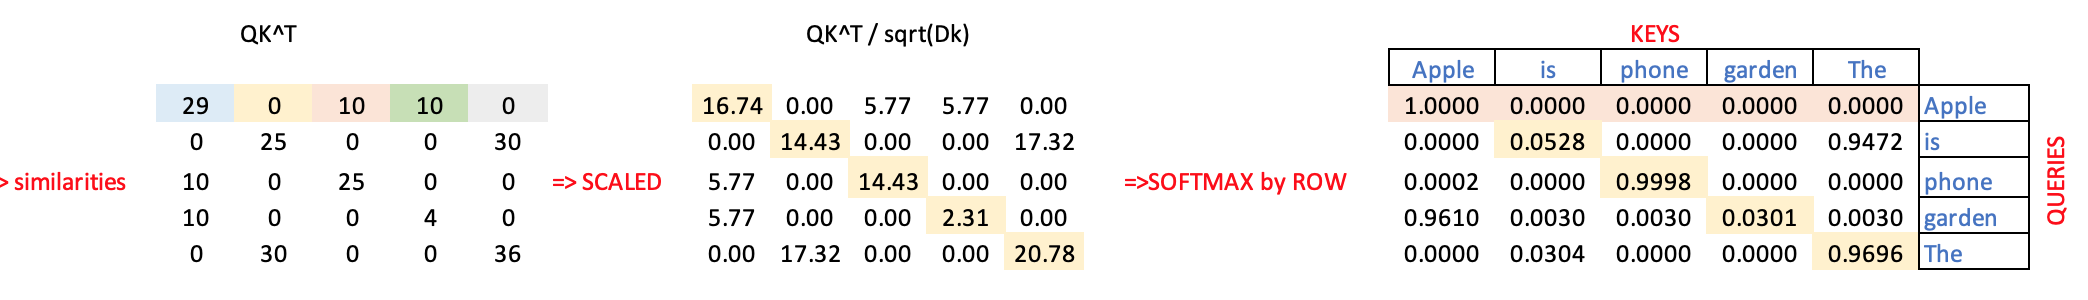 QK^T QK^T / sqrt(Dk) KEYS
Apple is phone garden The
29 0 10 10 0 16.74 0.00 5.77 5.77 0.00 1.0000 0.0000 0.0000 0.0000 0.0000 Apple
0 25 0 0 30 0.00 14.43 0.00 0.00 17.32 0.0000 0.0528 0.0000 0.0000 0.9472 is
> similarities 10 0 25 0 0 => SCALED 5.77 0.00 14.43 0.00 0.00 =>SOFTMAX by ROW 0.0002 0.0000 0.9998 0.0000 0.0000 phone
10 0 0 4 0 5.77 0.00 0.00 2.31 0.00 0.9610 0.0030 0.0030 0.0301 0.0030 garden
0 30 0 0 36 0.00 17.32 0.00 0.00 20.78 0.0000 0.0304 0.0000 0.0000 0.9696 The
QUERIES